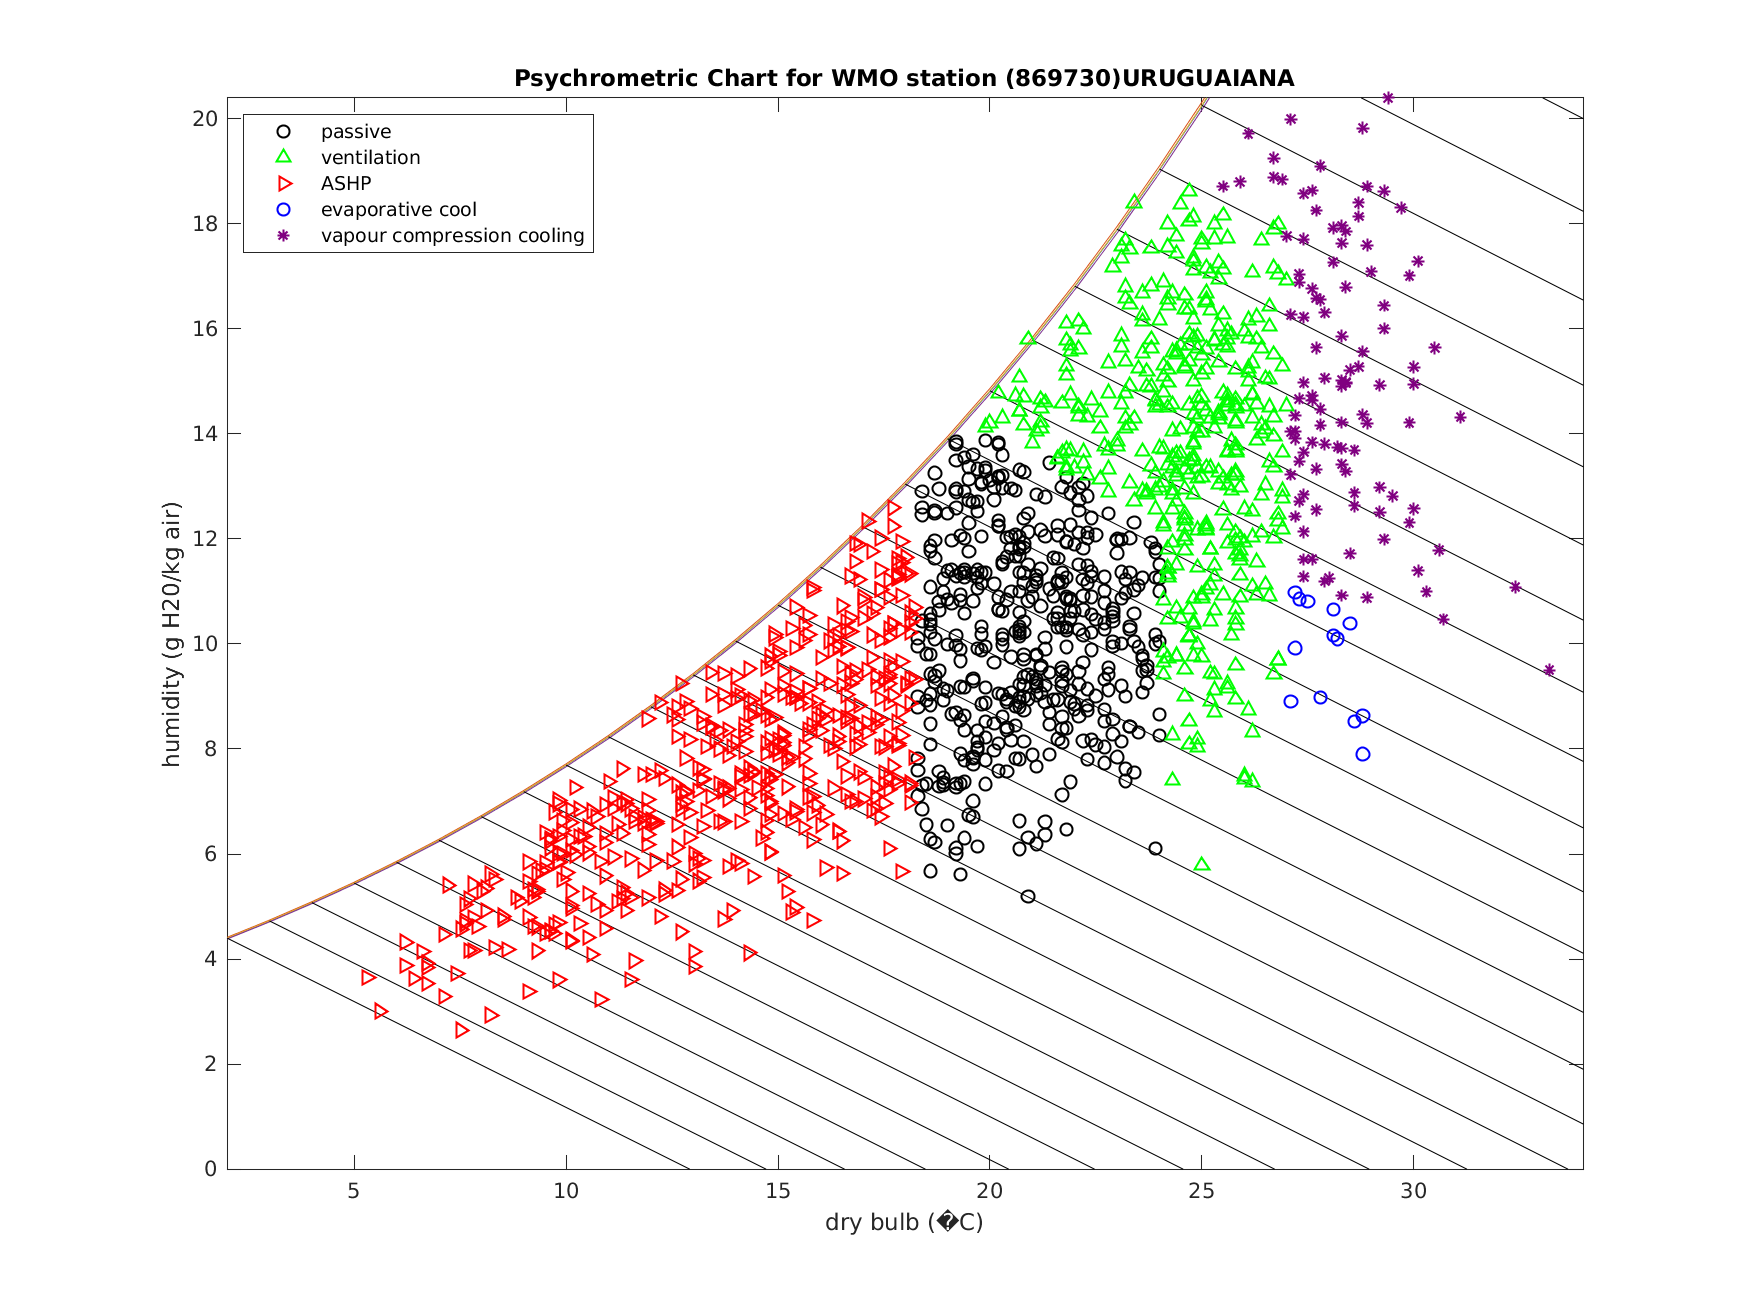 Psychrometric Chart for WMO station (869730)URUGUAIANA
passive
ventilation
ASHP
evaporative cool
vapour compression cooling
20
18
16
14
12
10
8
6
4
2
0
humidity (g H20/kg air)
5 10 15 20 25 30
dry bulb (�C)